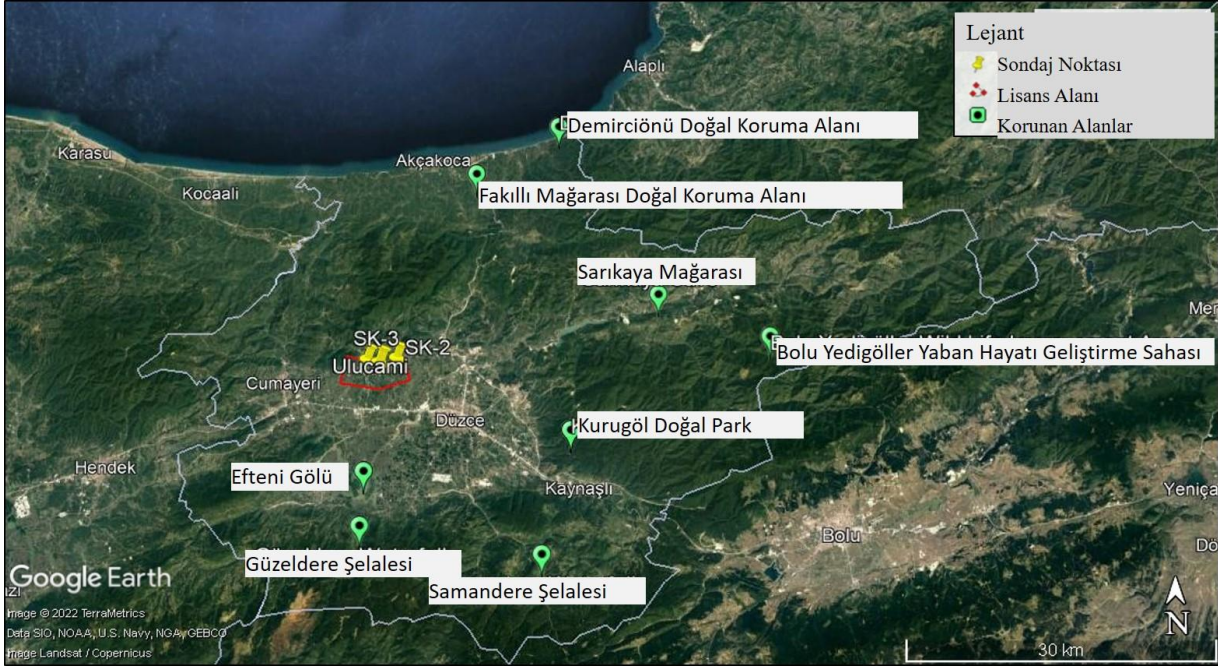 Lejant
Sondaj Noktası
Lisans Alanı
Korunan Alanlar
Alaplı
Demirciönü Doğal Koruma Alanı
Karasu
Akçakoca
Kocaali
Fakıllı Mağarası Doğal Koruma Alanı
Sarıkaya Mağarası
Mer
SK-3
SK-2
Bolu Yedigöller Yaban Hayatı Geliştirme Sahası
Ulucami
Cumayeri
Düzce
Kurugöl Doğal Park
Hendek
Efteni Gölü
Kaynaşlı
Yeniça
Bolu
Dö
Güzeldere Şelalesi
Samandere Şelalesi
Google Earth
Image © 2022 TerraMetrics
Data SIO, NOAA, U.S. Navy, NGA, GEBCO
Image Landsat / Copernicus
N
30 km